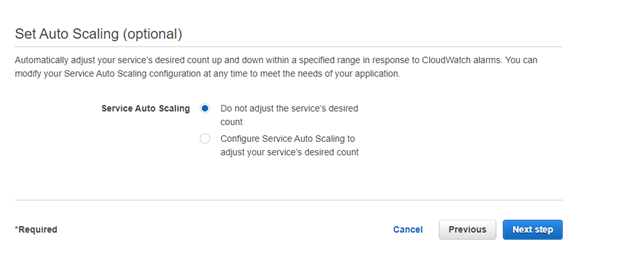 Set Auto Scaling (optional)
Automatically adjust your service's desired count up and down within a specified range in response to CloudWatch alarms. You can
modify your Service Auto Scaling configuration at any time to meet the needs of your application.
Service Auto Scaling
Do not adjust the service's desired
count
Configure Service Auto Scaling to
adjust your service's desired count
*Required
Cancel
Previous
Next step